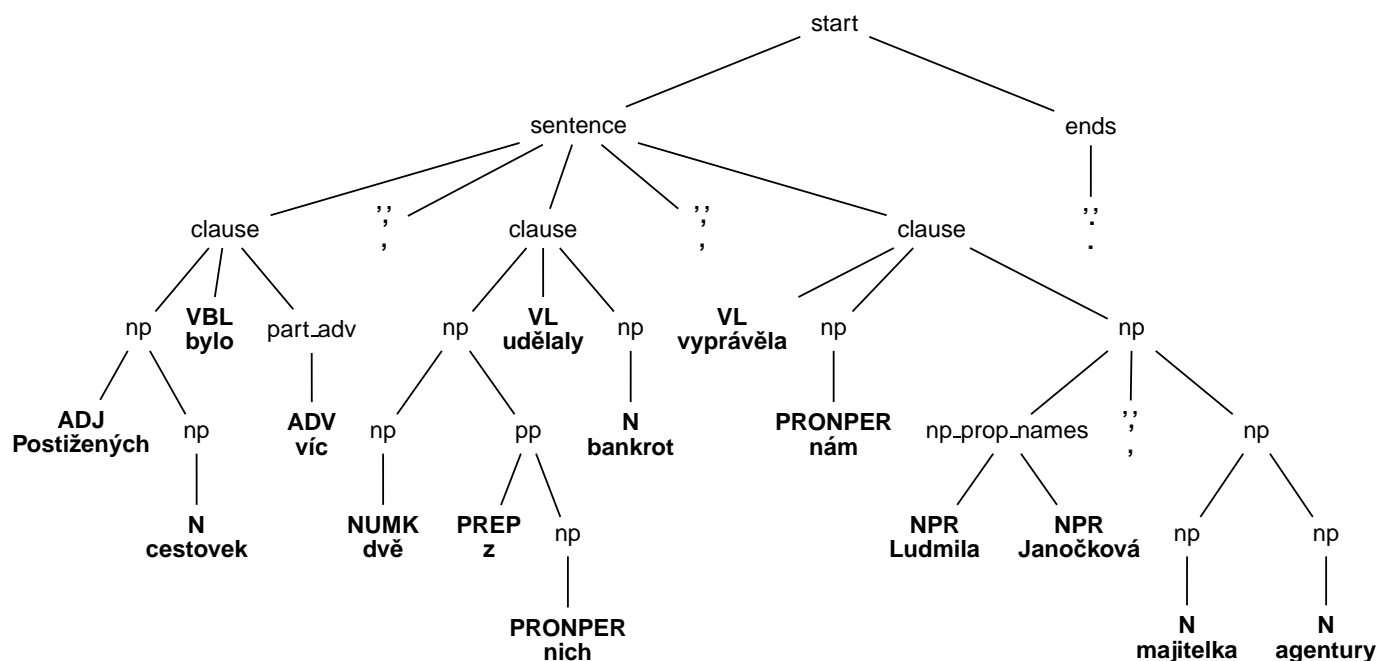 start
sentence
ends
clause
','
,
clause
','
,
clause
'.'
.
np
VBL
bylo
part_adv
np
VL
udělaly
np
VL
vyprávěla
np
np
ADJ
Postižených
np
ADV
víc
np
pp
N
bankrot
PRONPER
nám
np_prop_names
','
,
np
N
cestovek
NUMK
dvě
PREP
z
np
NPR
Ludmila
NPR
Janočková
np
np
PRONPER
nich
N
majitelka
N
agentury